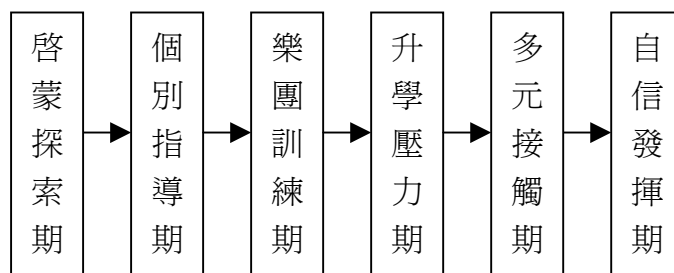 啓蒙探索期
個別指導期
樂團訓練期
升學壓力期
多元接觸期
自信發揮期